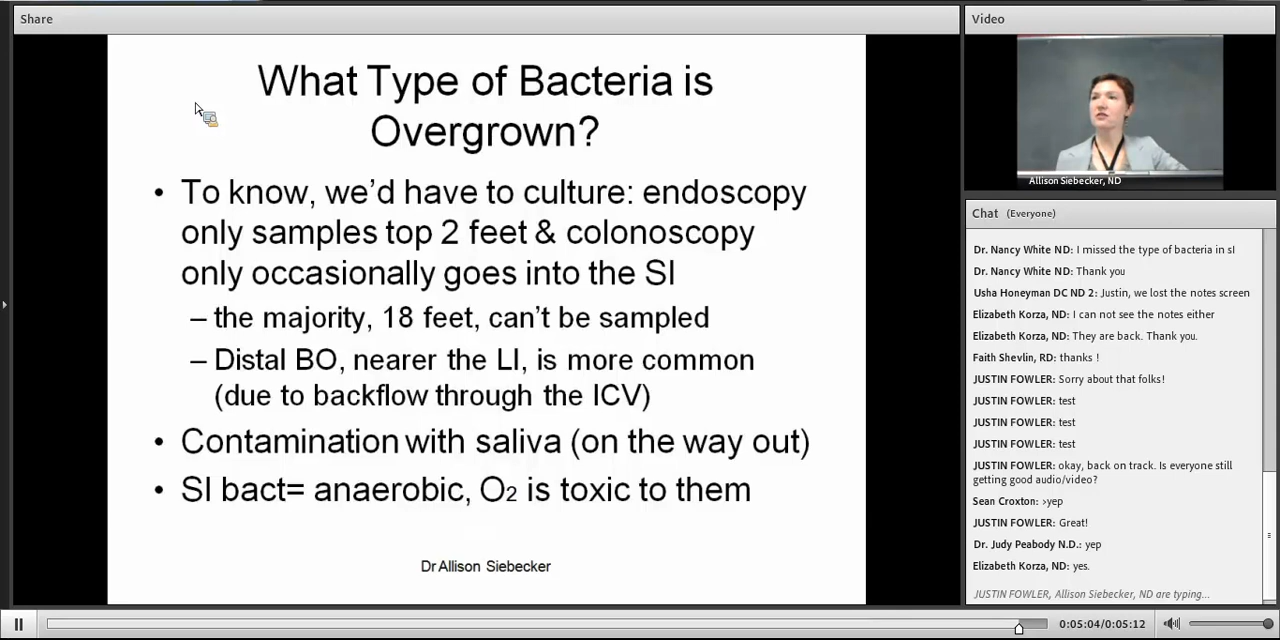 Share
What Type of Bacteria is
Overgrown?
• To know, we'd have to culture: endoscopy
only samples top 2 feet & colonoscopy
only occasionally goes into the SI
– the majority, 18 feet, can't be sampled
– Distal BO, nearer the LI, is more common
(due to backflow through the ICV)
• Contamination with saliva (on the way out)
• SI bact= anaerobic, O₂ is toxic to them
Dr Allison Siebecker
Video
Allison Siebecker, ND
Chat (Everyone)
Dr. Nancy White ND: I missed the type of bacteria in sI
Dr. Nancy White ND: Thank you
Usha Honeyman DC ND 2: Justin, we lost the notes screen
Elizabeth Korza, ND: I can not see the notes either
Elizabeth Korza, ND: They are back. Thank you.
Faith Shevlin, RD: thanks !
JUSTIN FOWLER: Sorry about that folks!
JUSTIN FOWLER: test
JUSTIN FOWLER: test
JUSTIN FOWLER: test
JUSTIN FOWLER: okay, back on track. Is everyone still
getting good audio/video?
Sean Croxton: >yep
JUSTIN FOWLER: Great!
Dr. Judy Peabody N.D.: yep
Elizabeth Korza, ND: yes.
JUSTIN FOWLER, Allison Siebecker, ND are typing...
0:05:04/0:05:12